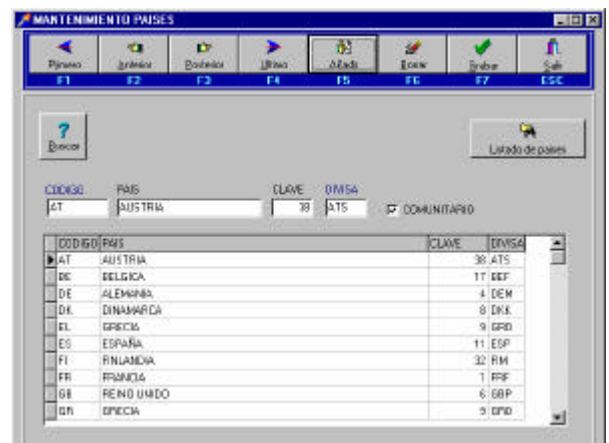 MANTENIMIENTO PAISES
Primero Anterior Posterior Ultimo Añadir Borrar Grabar Salir
F1 F2 F3 F4 F5 F6 F7 ESC
Buscar
Listado de paises
CODIGO PAIS CLAVE DIVISA
AT AUSTRIA 38 ATS COMUNITARIO
CODIGO PAIS CLAVE DIVISA
AT AUSTRIA 38 ATS
BE BELGICA 17 BEF
DE ALEMANIA 4 DEM
DK DINAMARCA 8 DKK
EL GRECIA 9 GRD
ES ESPAÑA 11 ESP
FI FINLANDIA 32 FIM
FR FRANCIA 1 FRF
GB REINO UNIDO 6 GBP
GR GRECIA 9 GRD